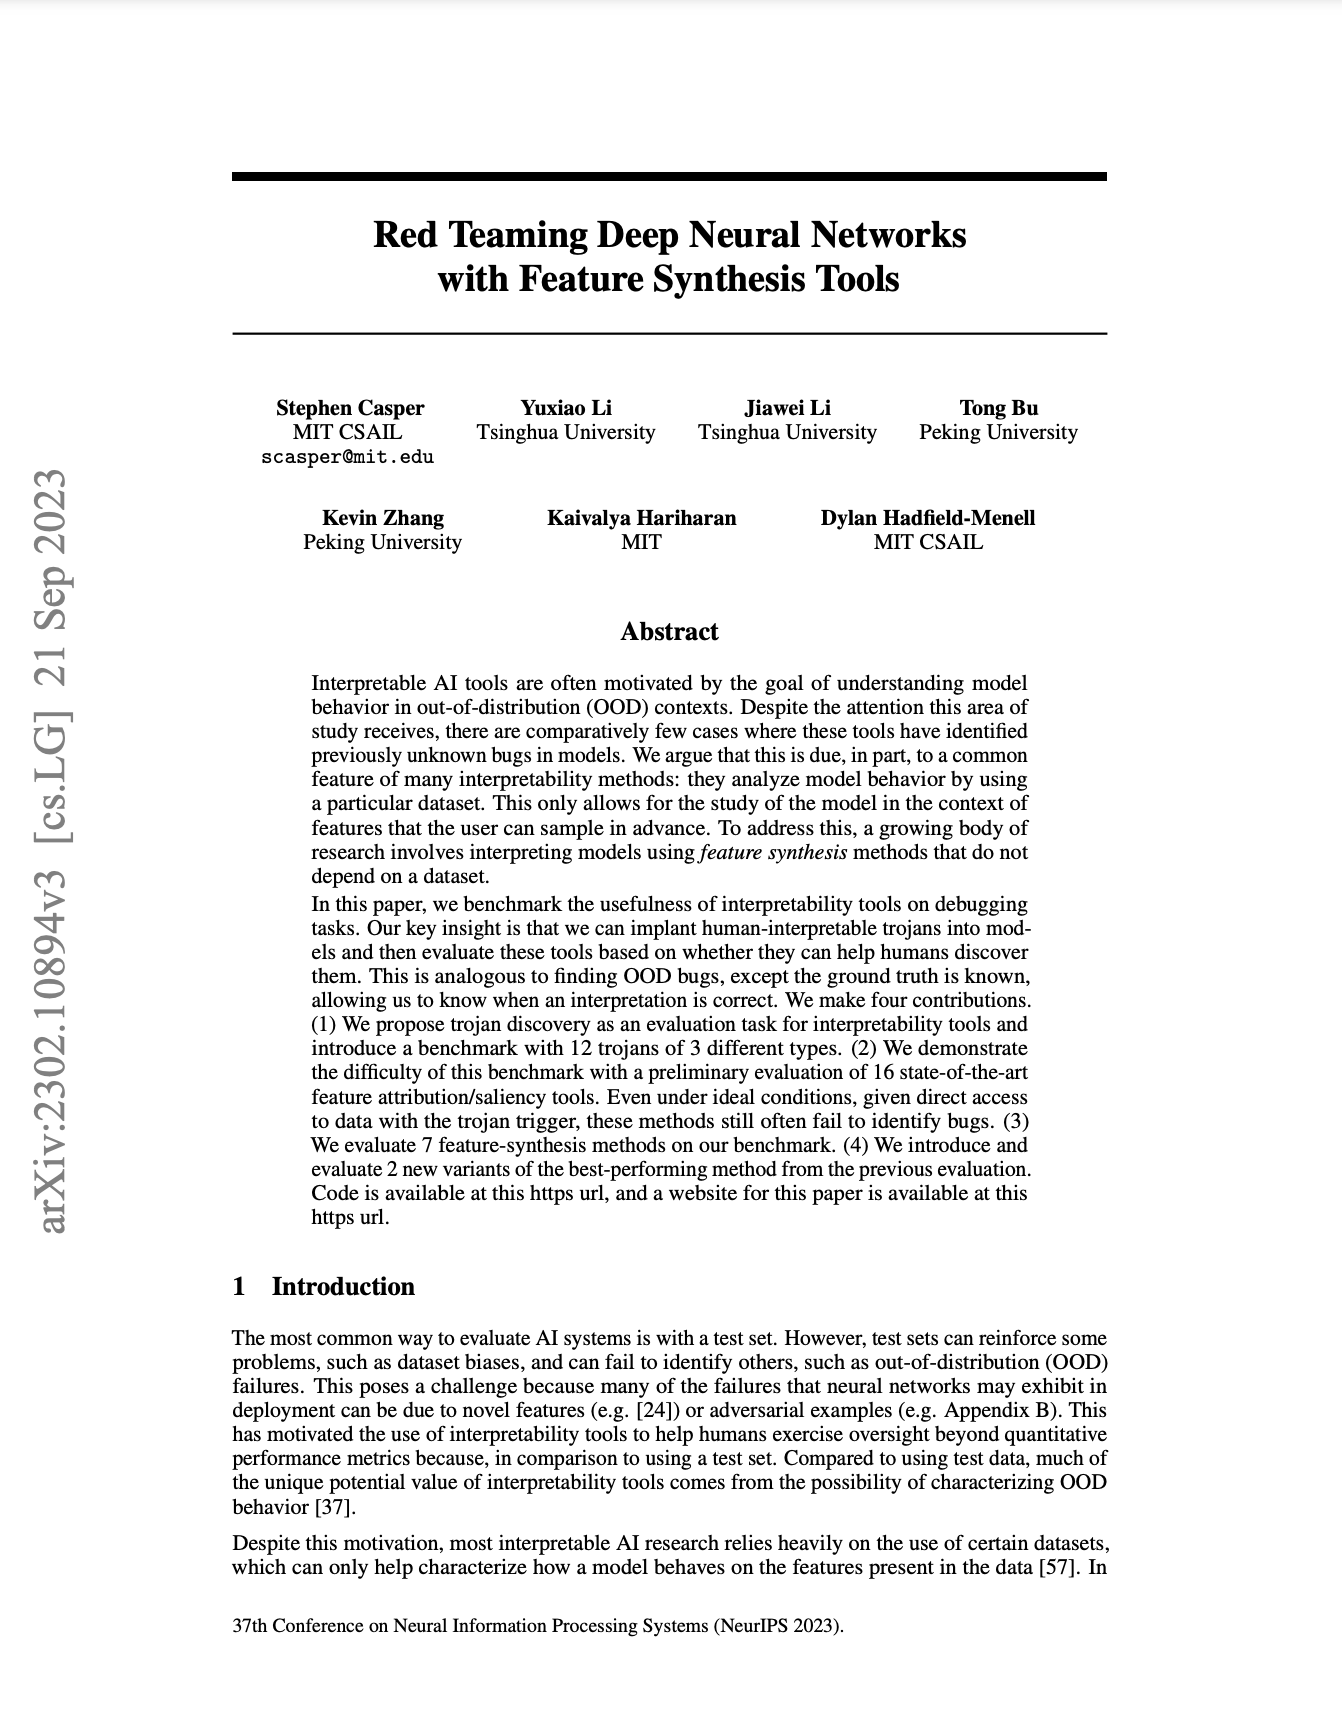 Red Teaming Deep Neural Networks
with Feature Synthesis Tools
Stephen Casper
MIT CSAIL
scasper@mit.edu
Yuxiao Li
Tsinghua University
Jiawei Li
Tsinghua University
Tong Bu
Peking University
Kevin Zhang
Peking University
Kaivalya Hariharan
MIT
Dylan Hadfield-Menell
MIT CSAIL
arXiv:2302.10894v3 [cs.LG] 21 Sep 2023
Abstract
Interpretable AI tools are often motivated by the goal of understanding model
behavior in out-of-distribution (OOD) contexts. Despite the attention this area of
study receives, there are comparatively few cases where these tools have identified
previously unknown bugs in models. We argue that this is due, in part, to a common
feature of many interpretability methods: they analyze model behavior by using
a particular dataset. This only allows for the study of the model in the context of
features that the user can sample in advance. To address this, a growing body of
research involves interpreting models using feature synthesis methods that do not
depend on a dataset.
In this paper, we benchmark the usefulness of interpretability tools on debugging
tasks. Our key insight is that we can implant human-interpretable trojans into mod-
els and then evaluate these tools based on whether they can help humans discover
them. This is analogous to finding OOD bugs, except the ground truth is known,
allowing us to know when an interpretation is correct. We make four contributions.
(1) We propose trojan discovery as an evaluation task for interpretability tools and
introduce a benchmark with 12 trojans of 3 different types. (2) We demonstrate
the difficulty of this benchmark with a preliminary evaluation of 16 state-of-the-art
feature attribution/saliency tools. Even under ideal conditions, given direct access
to data with the trojan trigger, these methods still often fail to identify bugs. (3)
We evaluate 7 feature-synthesis methods on our benchmark. (4) We introduce and
evaluate 2 new variants of the best-performing method from the previous evaluation.
Code is available at this https url, and a website for this paper is available at this
https url.
1 Introduction
The most common way to evaluate AI systems is with a test set. However, test sets can reinforce some
problems, such as dataset biases, and can fail to identify others, such as out-of-distribution (OOD)
failures. This poses a challenge because many of the failures that neural networks may exhibit in
deployment can be due to novel features (e.g. [24]) or adversarial examples (e.g. Appendix B). This
has motivated the use of interpretability tools to help humans exercise oversight beyond quantitative
performance metrics because, in comparison to using a test set. Compared to using test data, much of
the unique potential value of interpretability tools comes from the possibility of characterizing OOD
behavior [37].
Despite this motivation, most interpretable AI research relies heavily on the use of certain datasets,
which can only help characterize how a model behaves on the features present in the data [57]. In
37th Conference on Neural Information Processing Systems (NeurIPS 2023).